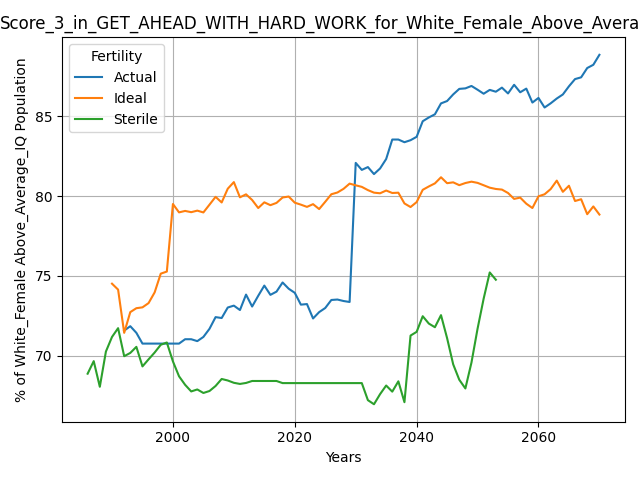 Score_3_in_GET_AHEAD_WITH_HARD_WORK_for_White_Female_Above_Avera
Fertility
Actual
Ideal
Sterile
% of White_Female Above_Average_IQ Population
85
80
75
70
2000
2020
2040
2060
Years